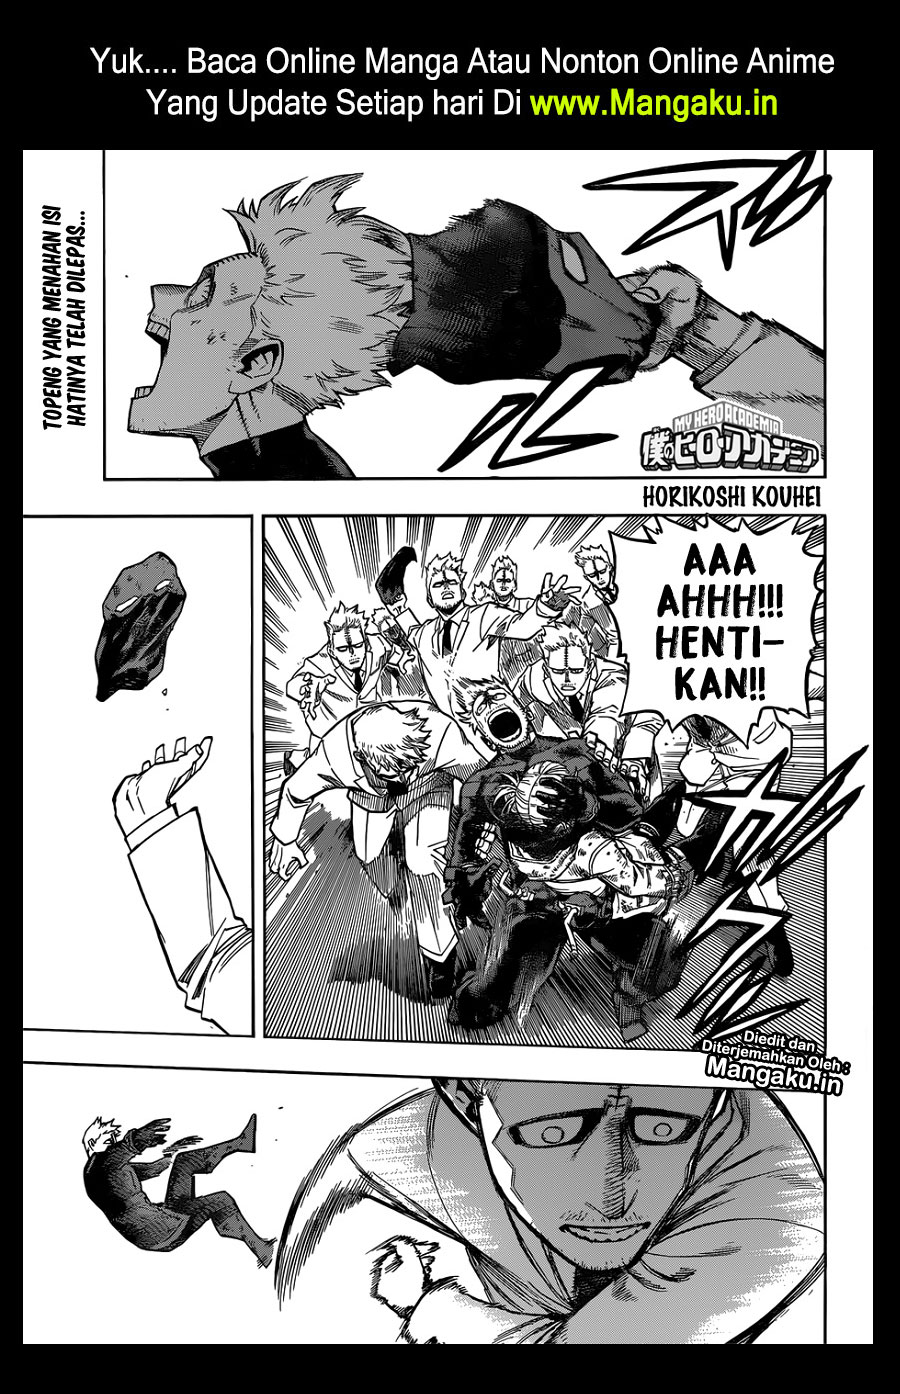 Yuk.... Baca Online Manga Atau Nonton Online Anime
Yang Update Setiap hari Di www.Mangaku.in
TOPENG YANG MENAHAN ISI
HATINYA TELAH DILEPAS...
MY HERO ACADEMIA
僕のヒーローアカデミア
HORIKOSHI KOUHEI
AAA
AHHH!!!
HENTI-
KAN!!
Diedit dan
Diterjemahkan Oleh :
Mangaku.in